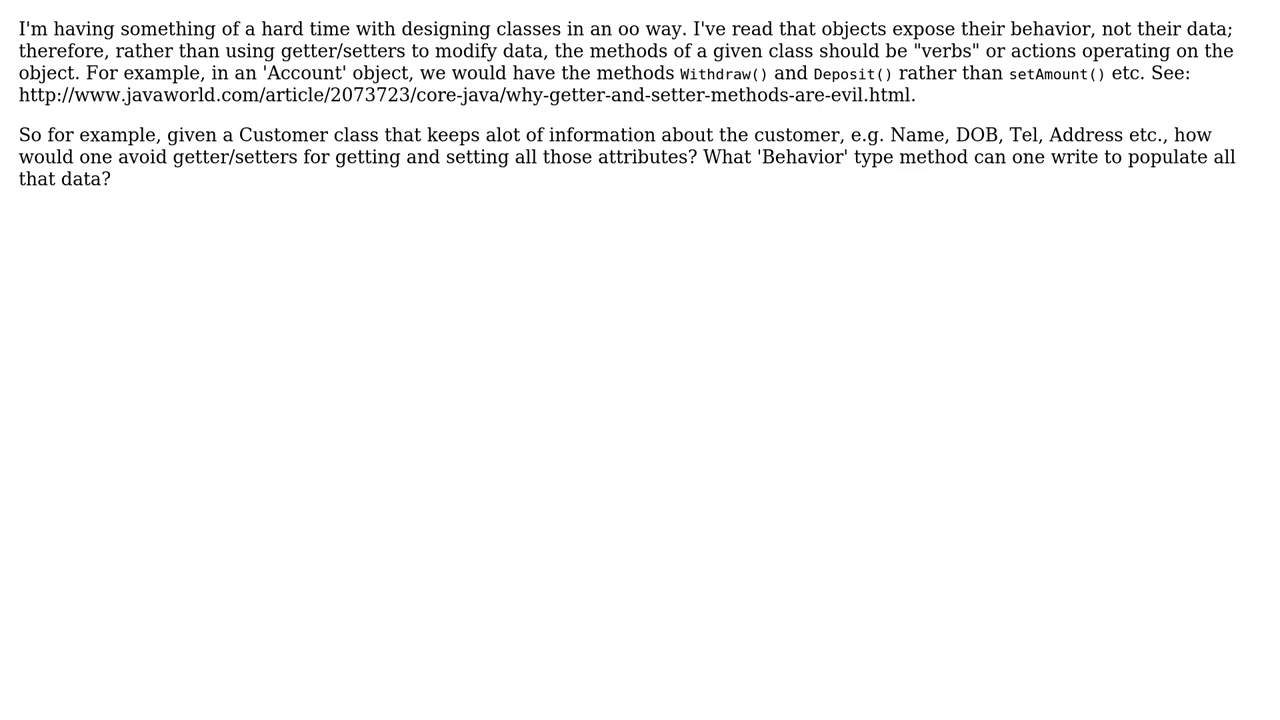 I'm having something of a hard time with designing classes in an oo way. I've read that objects expose their behavior, not their data;
therefore, rather than using getter/setters to modify data, the methods of a given class should be "verbs" or actions operating on the
object. For example, in an 'Account' object, we would have the methods Withdraw() and Deposit() rather than setAmount() etc. See:
http://www.javaworld.com/article/2073723/core-java/why-getter-and-setter-methods-are-evil.html.
So for example, given a Customer class that keeps alot of information about the customer, e.g. Name, DOB, Tel, Address etc., how
would one avoid getter/setters for getting and setting all those attributes? What 'Behavior' type method can one write to populate all
that data?